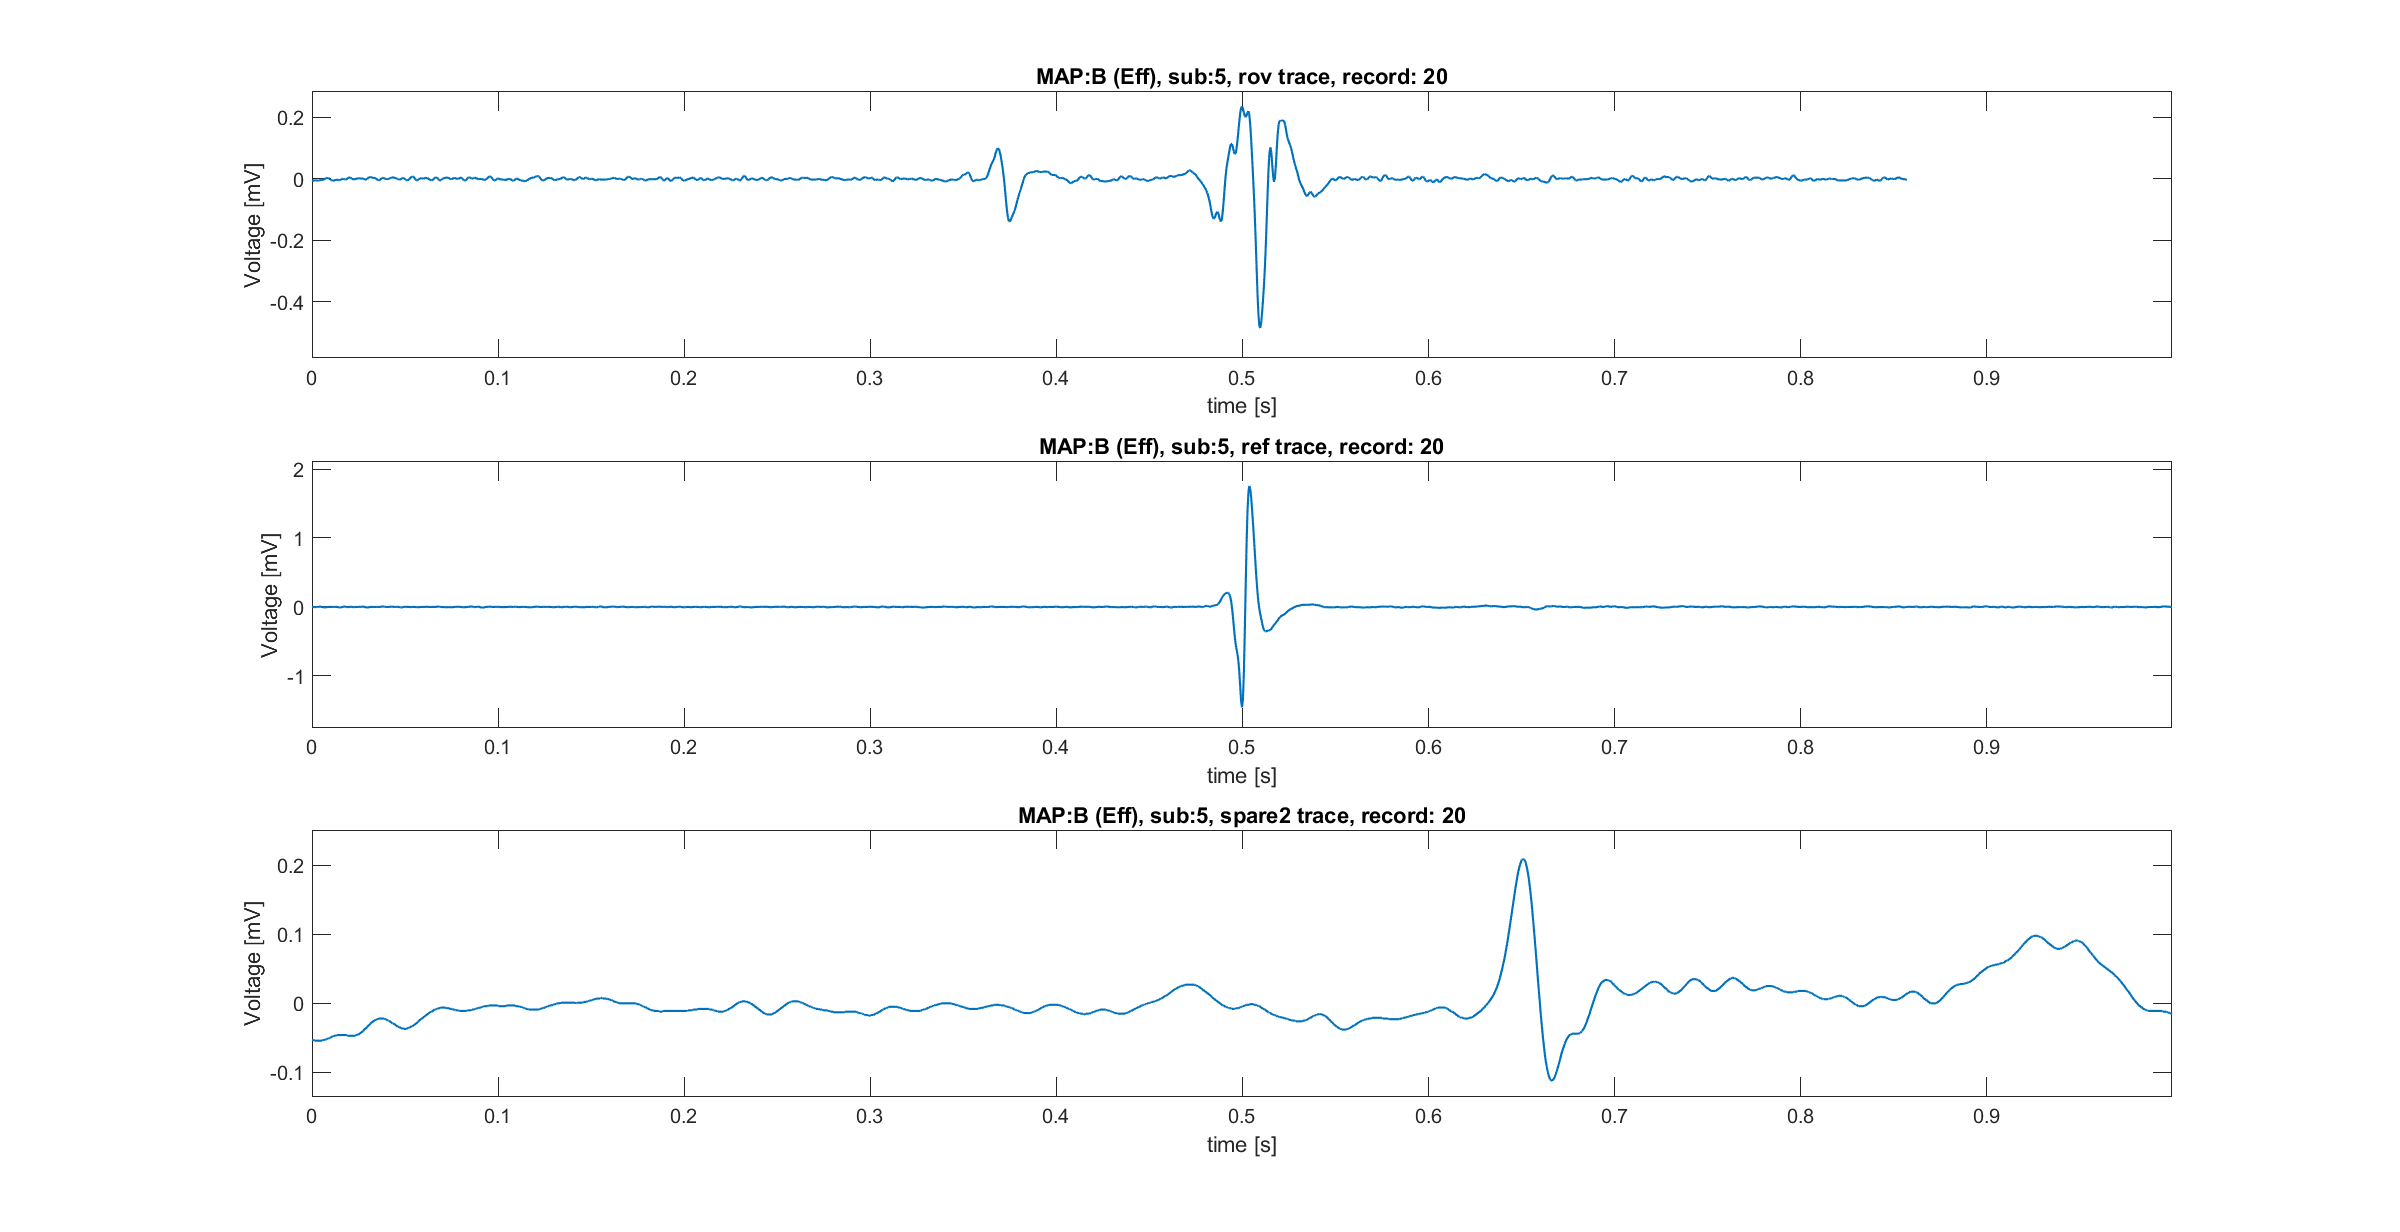 MAP:B (Eff), sub:5, rov trace, record: 20
0.2
0
-0.2
-0.4
Voltage [mV]
0 0.1 0.2 0.3 0.4 0.5 0.6 0.7 0.8 0.9
time [s]
MAP:B (Eff), sub:5, ref trace, record: 20
2
1
0
-1
Voltage [mV]
0 0.1 0.2 0.3 0.4 0.5 0.6 0.7 0.8 0.9
time [s]
MAP:B (Eff), sub:5, spare2 trace, record: 20
0.2
0.1
0
-0.1
Voltage [mV]
0 0.1 0.2 0.3 0.4 0.5 0.6 0.7 0.8 0.9
time [s]